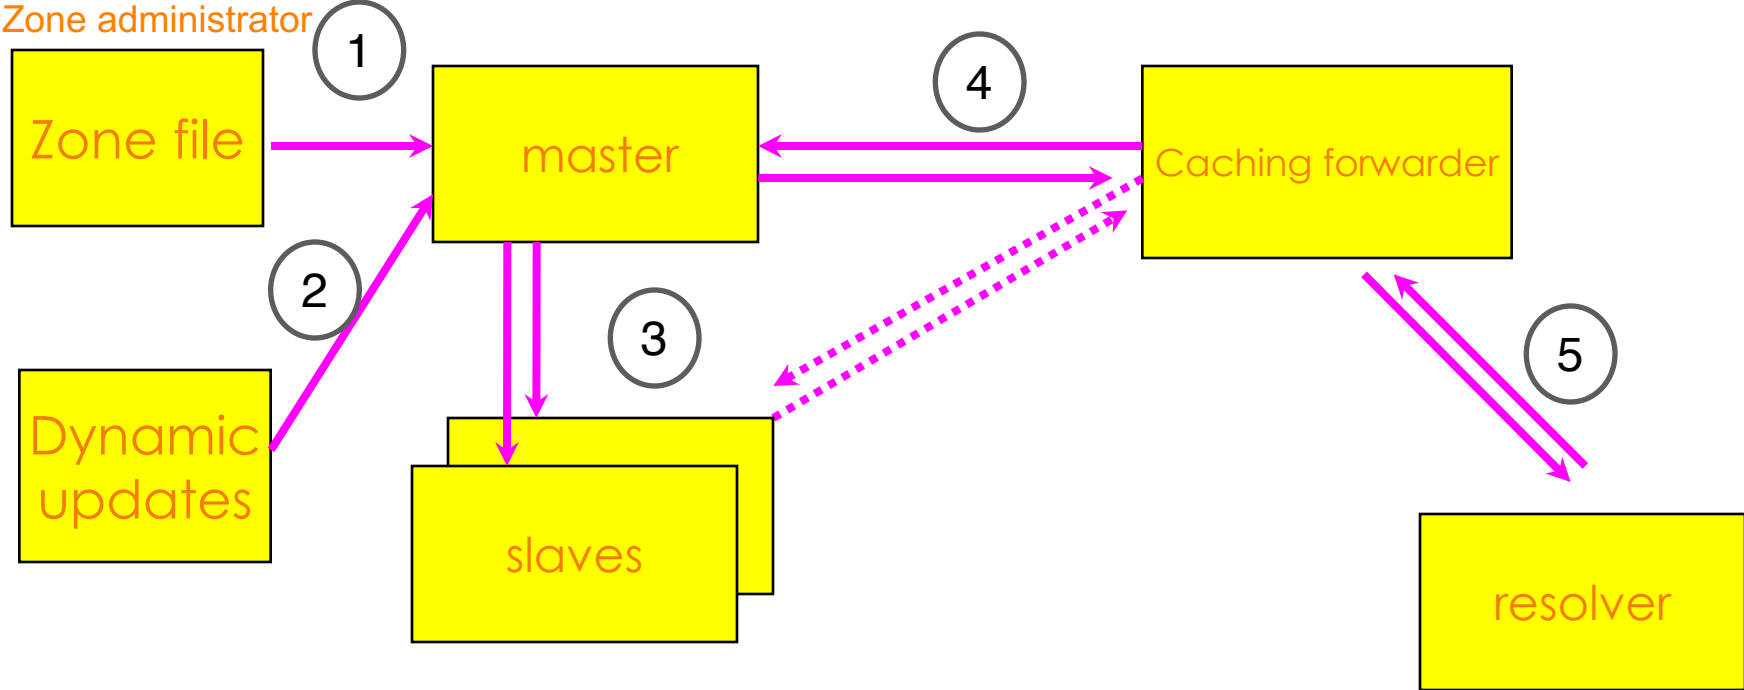 Zone administrator
1
4
Zone file
master
Caching forwarder
2
3
5
Dynamic
updates
slaves
resolver